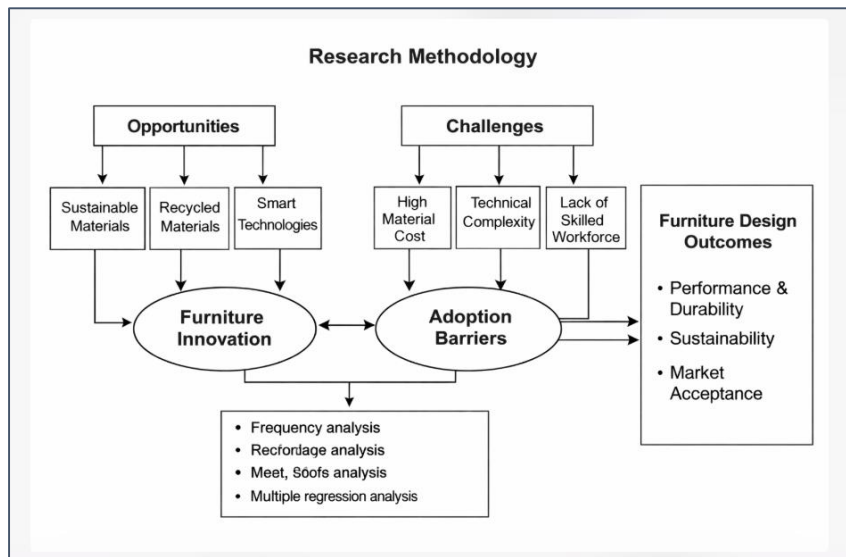 Research Methodology
Opportunities
Challenges
Sustainable
Materials
Recycled
Materials
Smart
Technologies
High
Material
Cost
Technical
Complexity
Lack of
Skilled
Workforce
Furniture Design
Outcomes
• Performance &
Durability
• Sustainability
• Market
Acceptance
Furniture
Innovation
Adoption
Barriers
• Frequency analysis
• analysis
• Meet, analysis
• Multiple regression analysis